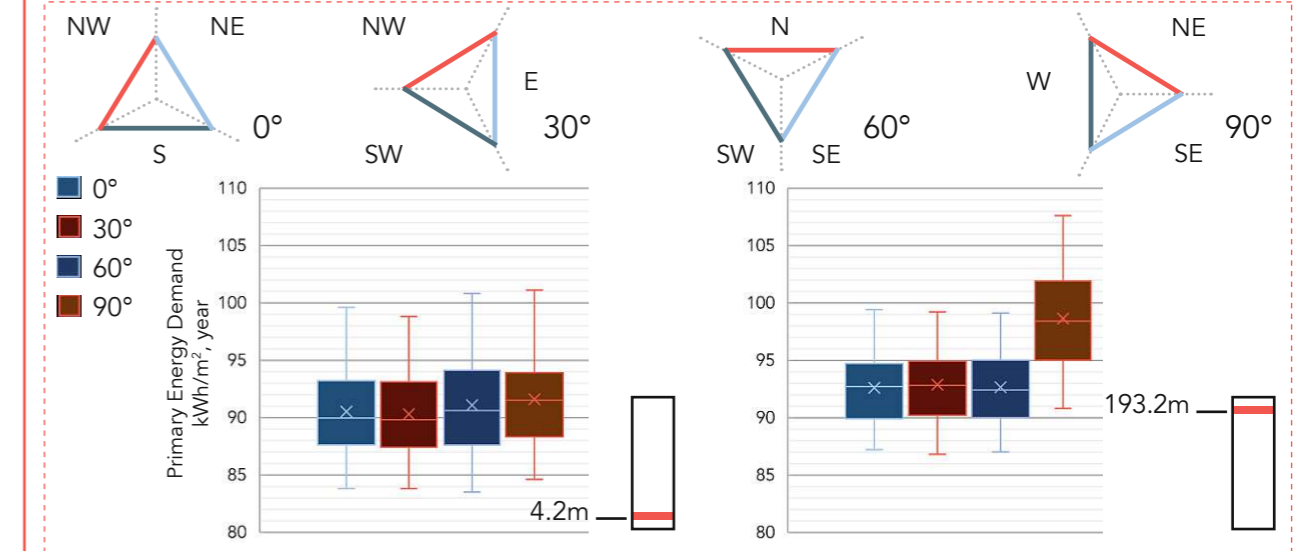 NW NE
S
0°
NW
E
SW
30°
N
SW SE
60°
NE
W
SE
90°
0°
30°
60°
90°
Primary Energy Demand
kWh/m², year
110
105
100
95
90
85
80
4.2m
110
105
100
95
90
85
80
193.2m